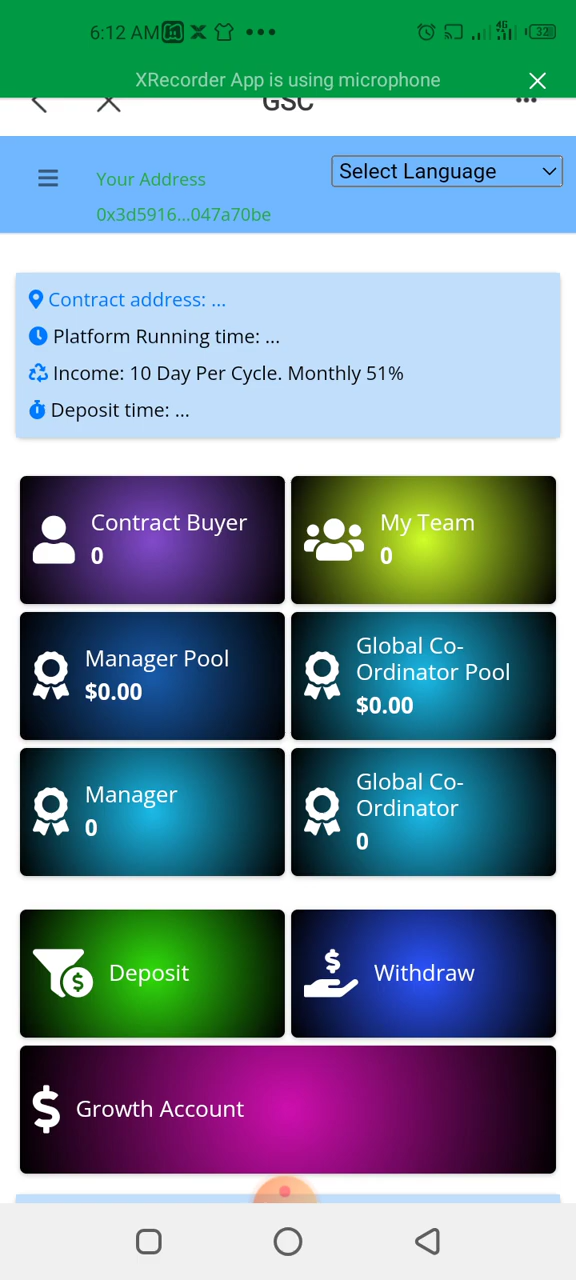 6:12 AM
4G
32
XRecorder App is using microphone
GSC
Your Address
Select Language
0x3d5916...047a70be
Contract address: ...
Platform Running time: ...
Income: 10 Day Per Cycle. Monthly 51%
Deposit time: ...
Contract Buyer
0
My Team
0
Manager Pool
$0.00
Global Co-
Ordinator Pool
$0.00
Manager
0
Global Co-
Ordinator
0
Deposit
Withdraw
Growth Account